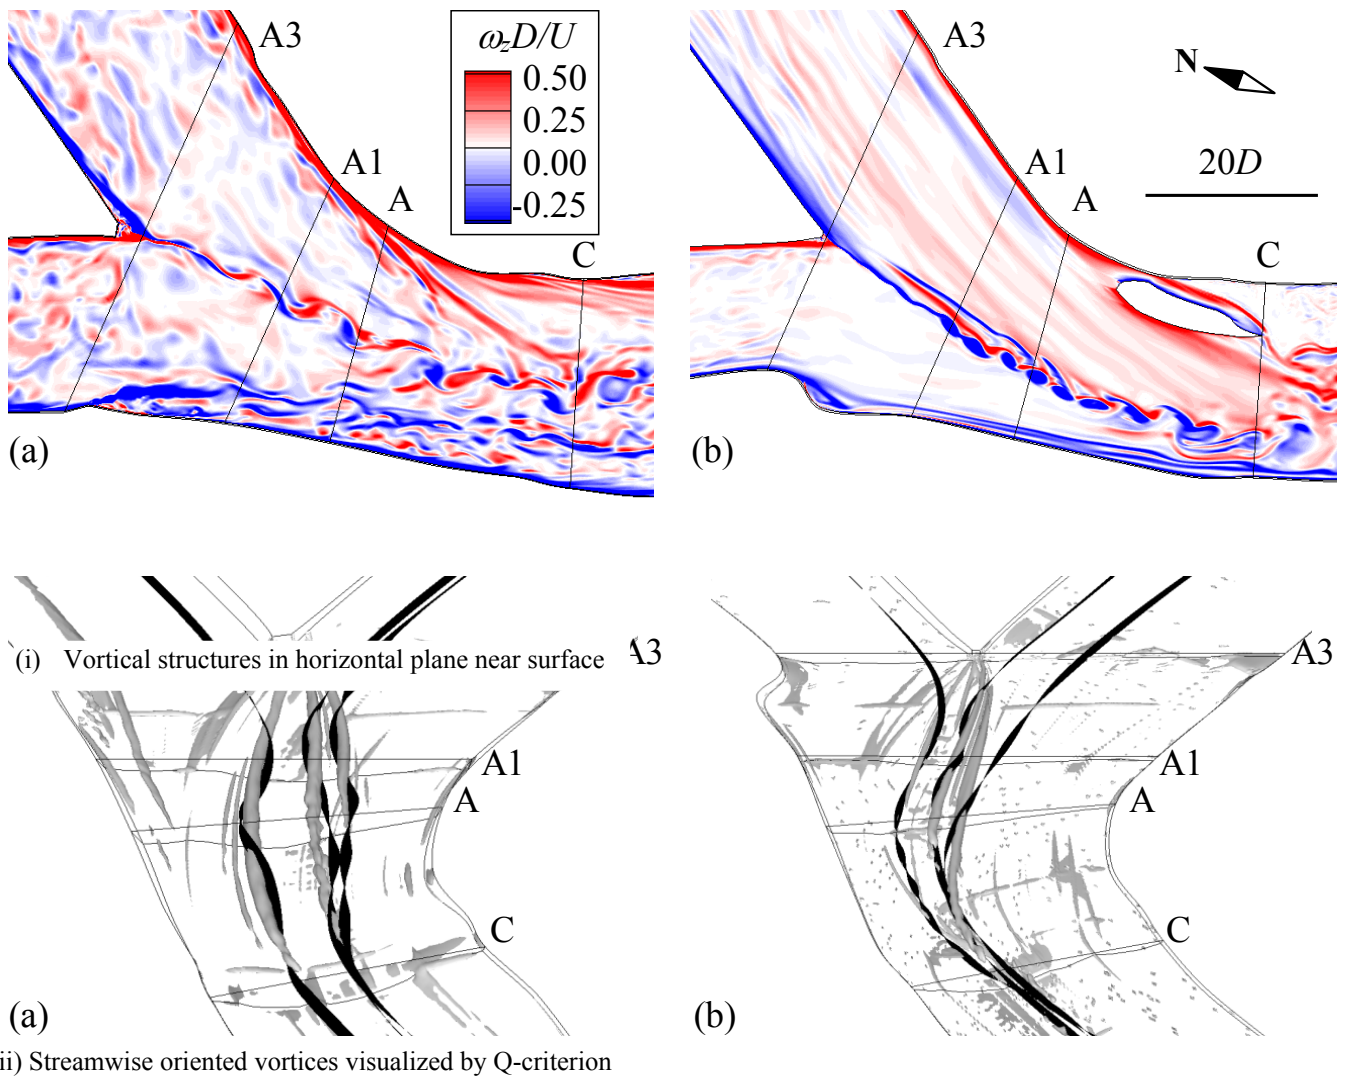 A3
ω_zD/U
0.50
0.25
0.00
-0.25
A1
A
C
(a)
A3
N
20D
A1
A
C
(b)
(i) Vortical structures in horizontal plane near surface
A3
A1
A
C
(a)
A3
A1
A
C
(b)
ii) Streamwise oriented vortices visualized by Q-criterion